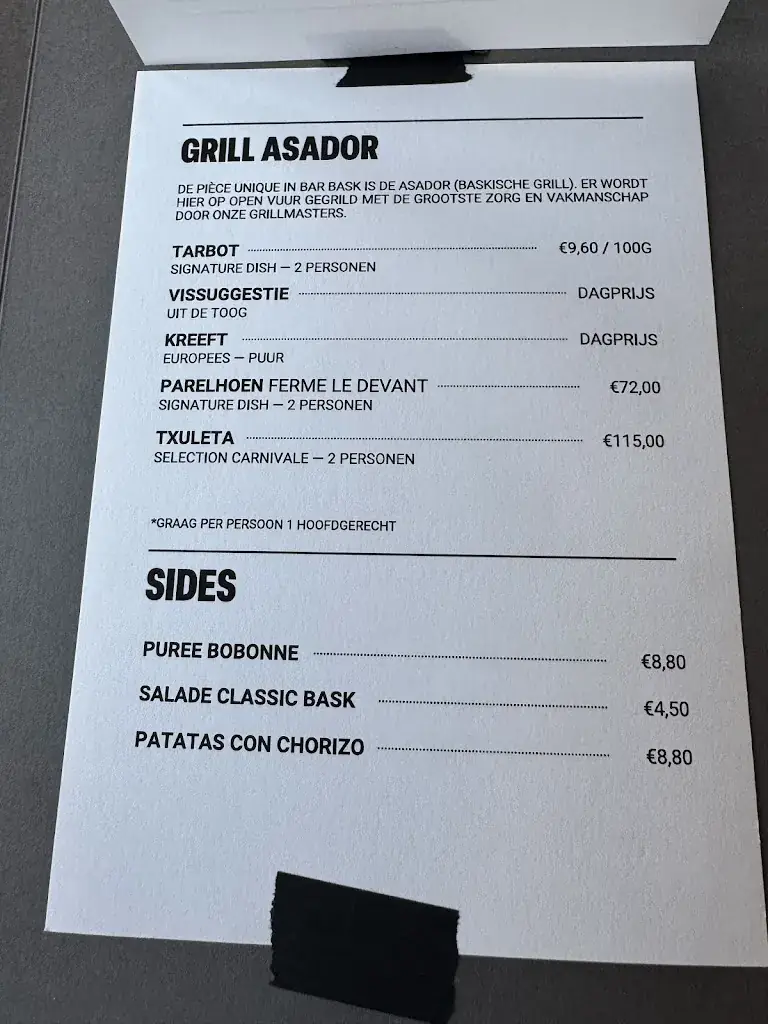 GRILL ASADOR
DE PIÈCE UNIQUE IN BAR BASK IS DE ASADOR (BASKISCHE GRILL). ER WORDT
HIER OP OPEN VUUR GEGRILD MET DE GROOTSTE ZORG EN VAKMANSCHAP
DOOR ONZE GRILLMASTERS.
TARBOT €9,60 / 100G
SIGNATURE DISH — 2 PERSONEN
VISSUGGESTIE DAGPRIJS
UIT DE TOOG
KREEFT DAGPRIJS
EUROPEES — PUUR
PARELHOEN FERME LE DEVANT €72,00
SIGNATURE DISH — 2 PERSONEN
TXULETA €115,00
SELECTION CARNIVALE — 2 PERSONEN
*GRAAG PER PERSOON 1 HOOFDGERECHT
SIDES
PUREE BOBONNE €8,80
SALADE CLASSIC BASK €4,50
PATATAS CON CHORIZO €8,80